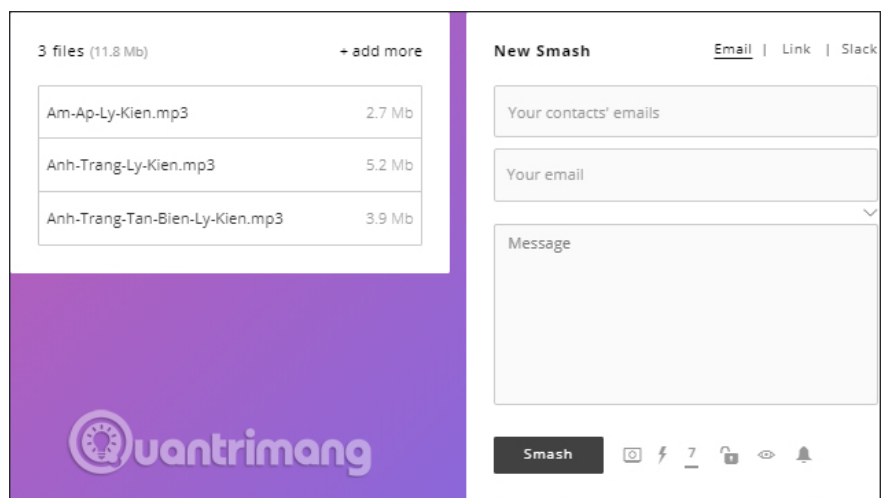 3 files (11.8 Mb)
+ add more
Am-Ap-Ly-Kien.mp3 2.7 Mb
Anh-Trang-Ly-Kien.mp3 5.2 Mb
Anh-Trang-Tan-Bien-Ly-Kien.mp3 3.9 Mb
Quantrimang
New Smash
Email | Link | Slack
Your contacts' emails
Your email
Message
Smash
7